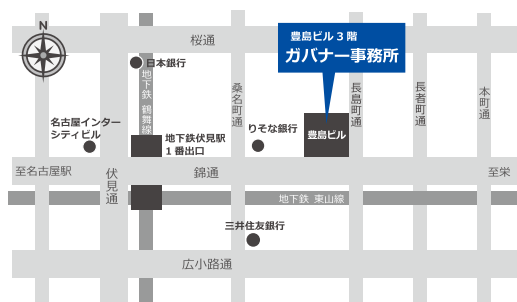 N
桜通
豊島ビル3階
ガバナー事務所
日本銀行
地下鉄 鶴舞線
桑名町通
長島町通
長者町通
本町通
名古屋インター
シティビル
地下鉄伏見駅
1番出口
りそな銀行
豊島ビル
至名古屋駅
伏見通
錦通
至栄
地下鉄 東山線
三井住友銀行
広小路通